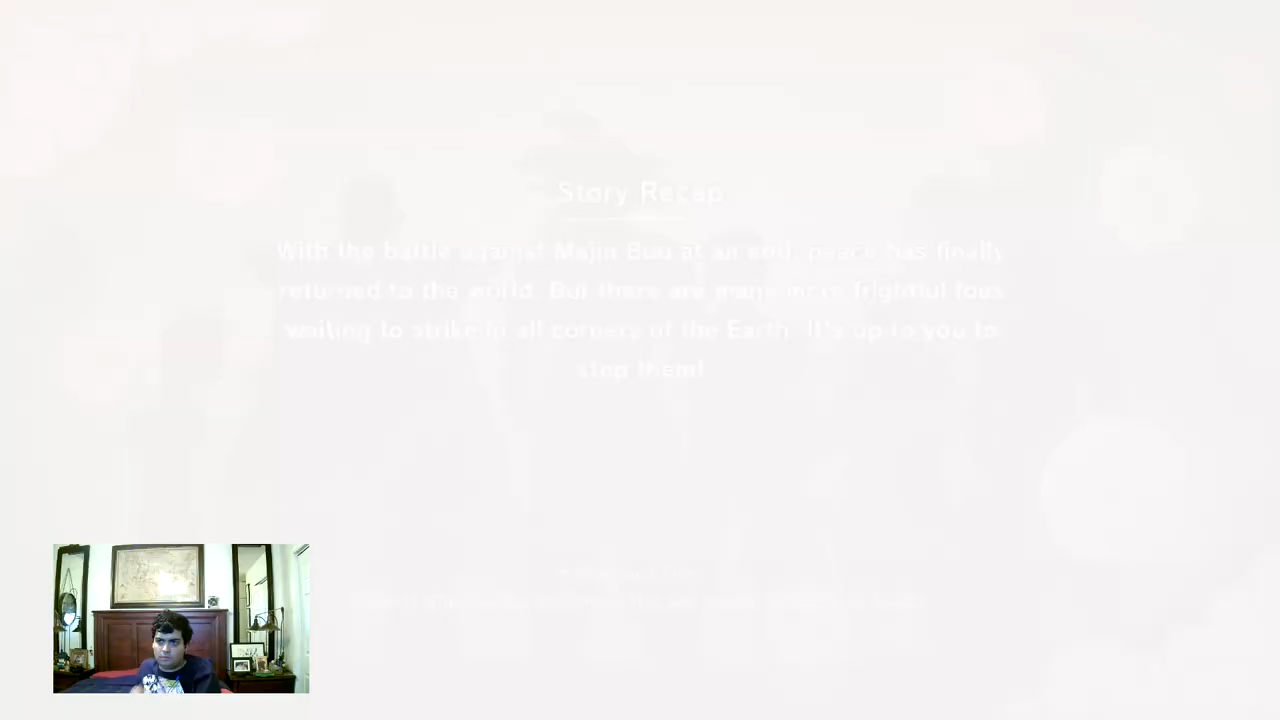 Story Recap
With the battle against Majin Buu at an end, peace has finally
returned to the world. But there are many more frightful foes
waiting to strike in all corners of the Earth. It's up to you to
stop them!